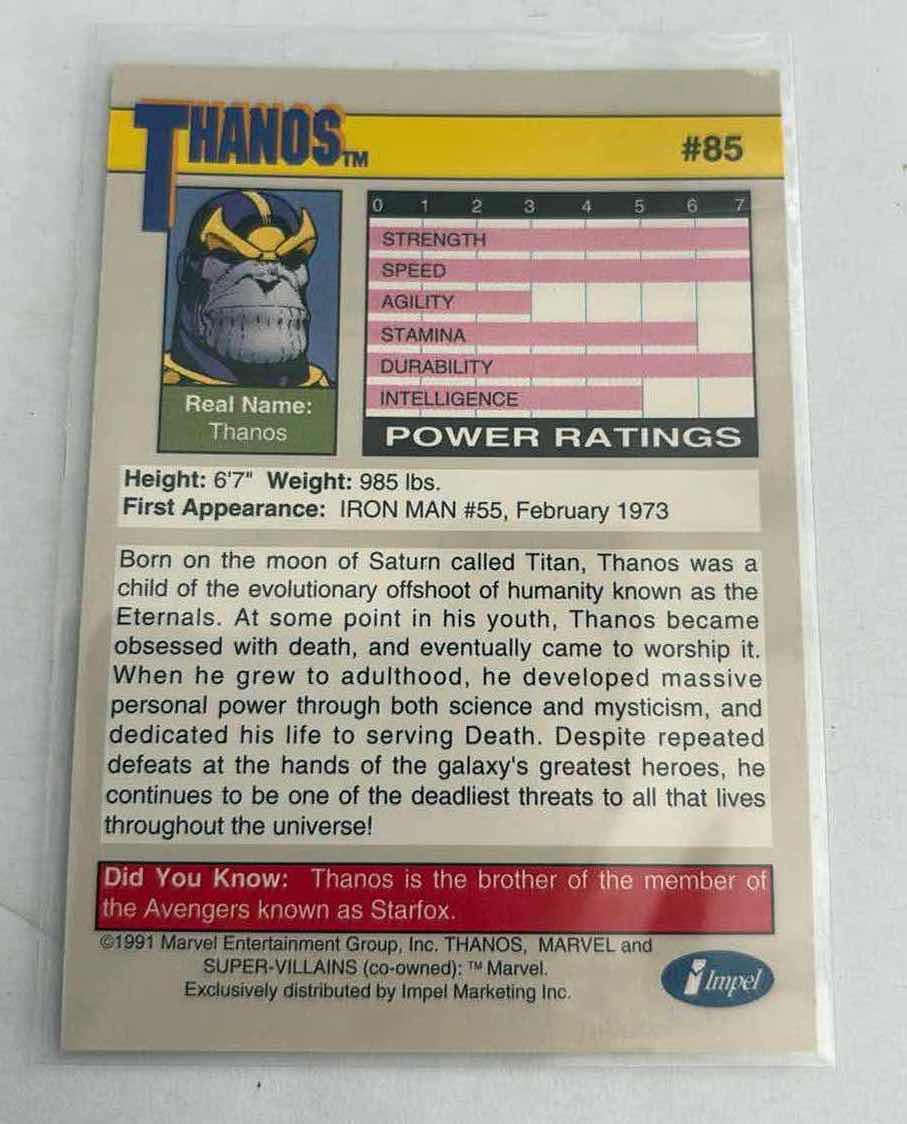 THANOS TM
#85
0 1 2 3 4 5 6 7
STRENGTH
SPEED
AGILITY
STAMINA
DURABILITY
INTELLIGENCE
POWER RATINGS
Real Name:
Thanos
Height: 6'7" Weight: 985 lbs.
First Appearance: IRON MAN #55, February 1973
Born on the moon of Saturn called Titan, Thanos was a
child of the evolutionary offshoot of humanity known as the
Eternals. At some point in his youth, Thanos became
obsessed with death, and eventually came to worship it.
When he grew to adulthood, he developed massive
personal power through both science and mysticism, and
dedicated his life to serving Death. Despite repeated
defeats at the hands of the galaxy's greatest heroes, he
continues to be one of the deadliest threats to all that lives
throughout the universe!
Did You Know: Thanos is the brother of the member of
the Avengers known as Starfox.
©1991 Marvel Entertainment Group, Inc. THANOS, MARVEL and
SUPER-VILLAINS (co-owned): TM Marvel.
Exclusively distributed by Impel Marketing Inc.
Impel